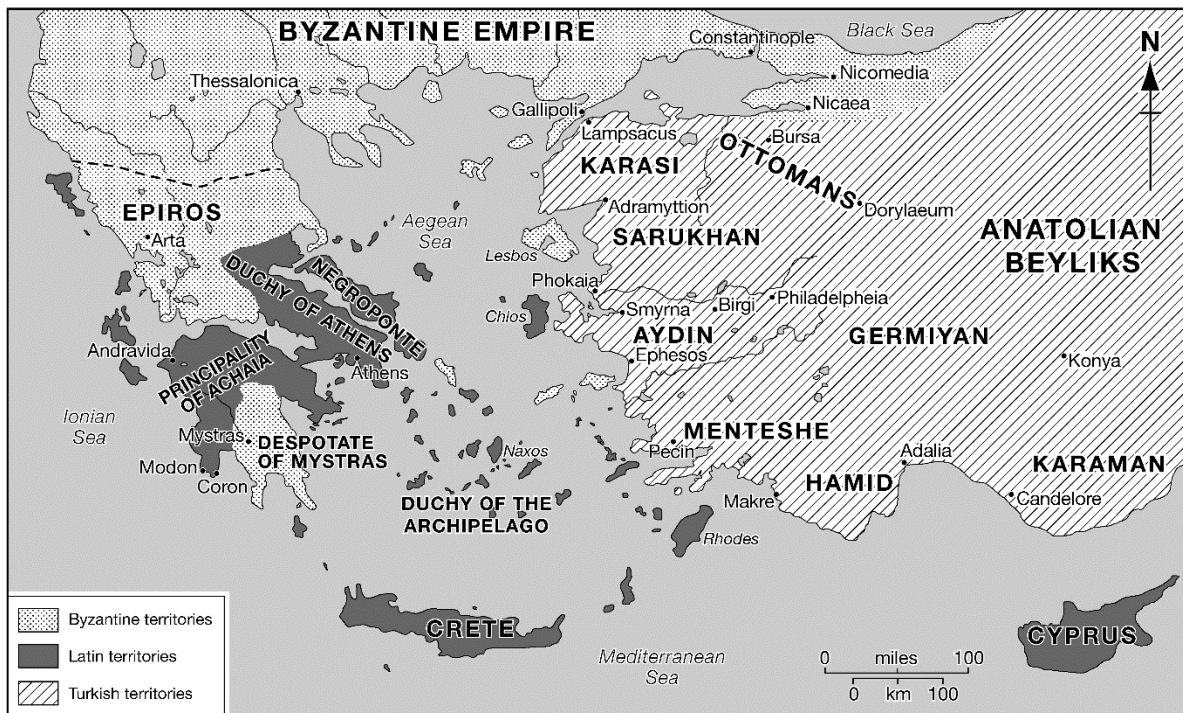 BYZANTINE EMPIRE
Constantinople
Black Sea
N
Thessalonica
Nicomedia
Gallipoli
Nicaea
Lampsacus
Bursa
KARASI
OTTOMANS
EPIROS
Adramyttion
Dorylaeum
Arta
Aegean
Sea
SARUKHAN
ANATOLIAN
BEYLIKS
Lesbos
NEGROPONTÉ
DUCHY OF ATHENS
Phokaia
Philadelpheia
Chios
Smyrna
Birgi
AYDIN
GERMIYAN
Andravida
PRINCIPALITY
OF ACHAIA
Athens
Ephesos
Konya
Ionian
Sea
Mystras
DESPOTATE
OF MYSTRAS
Naxos
MENTESHE
Pecin
Modon
Coron
Adalia
KARAMAN
DUCHY OF THE
ARCHIPELAGO
Makre
HAMID
Candelore
Rhodes
CRETE
CYPRUS
Mediterranean
Sea
Byzantine territories
Latin territories
Turkish territories
0 miles 100
0 km 100